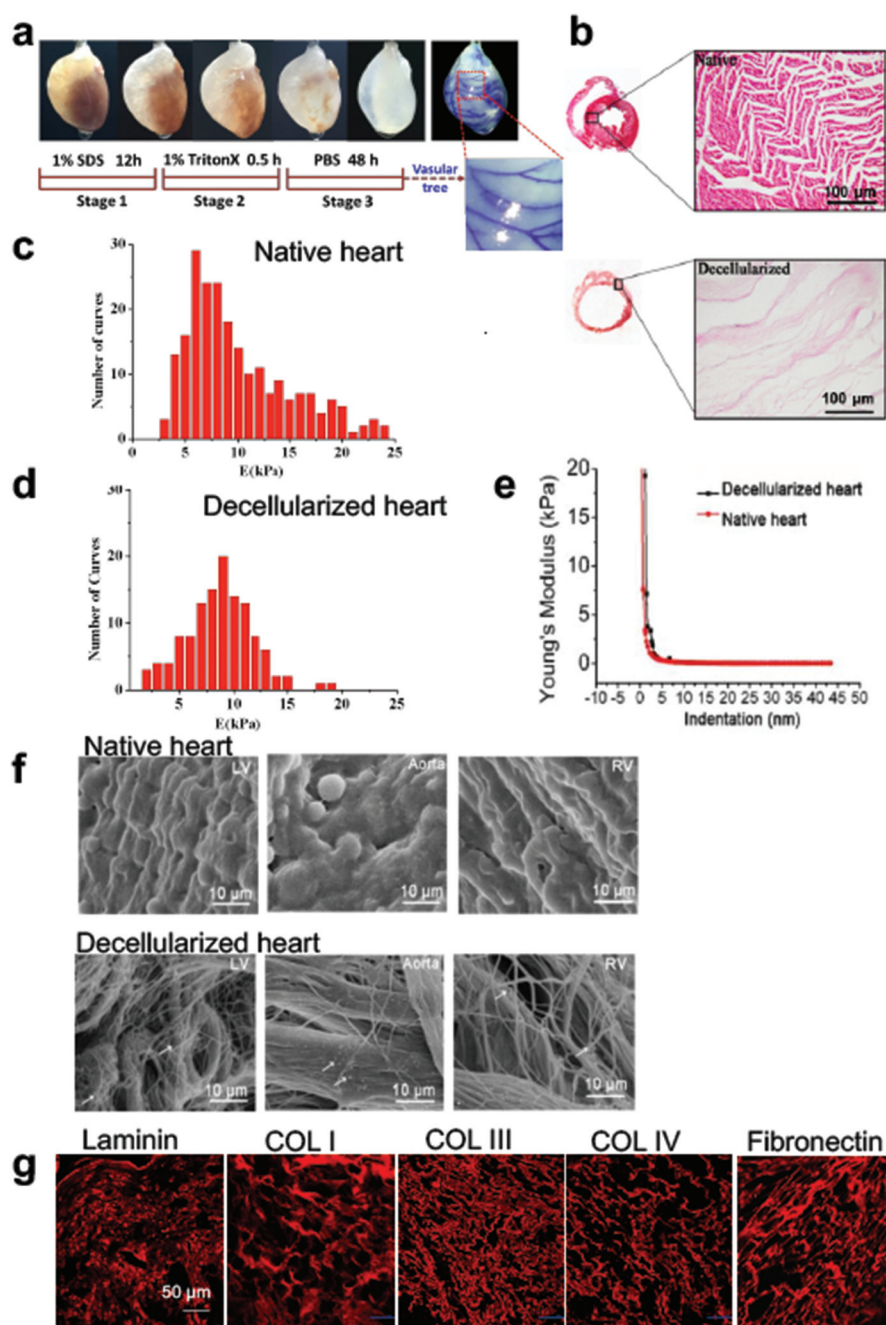 a
1% SDS 12h
1% TritonX 0.5 h
PBS 48 h
Vasular
tree
Stage 1
Stage 2
Stage 3
b
Native
100 μm
Decellularized
100 μm
c
Native heart
Number of curves
30
20
10
0
5
10
15
20
25
E(kPa)
d
Decellularized heart
Number of Curves
30
20
10
0
5
10
15
20
25
E(kPa)
e
Young's Modulus (kPa)
20
15
10
5
0
Decellularized heart
Native heart
-10 -5 0 5 10 15 20 25 30 35 40 45 50
Indentation (nm)
f
Native heart
LV
10 μm
Aorta
10 μm
RV
10 μm
Decellularized heart
LV
10 μm
Aorta
10 μm
RV
10 μm
g
Laminin
COL I
COL III
COL IV
Fibronectin
50 μm